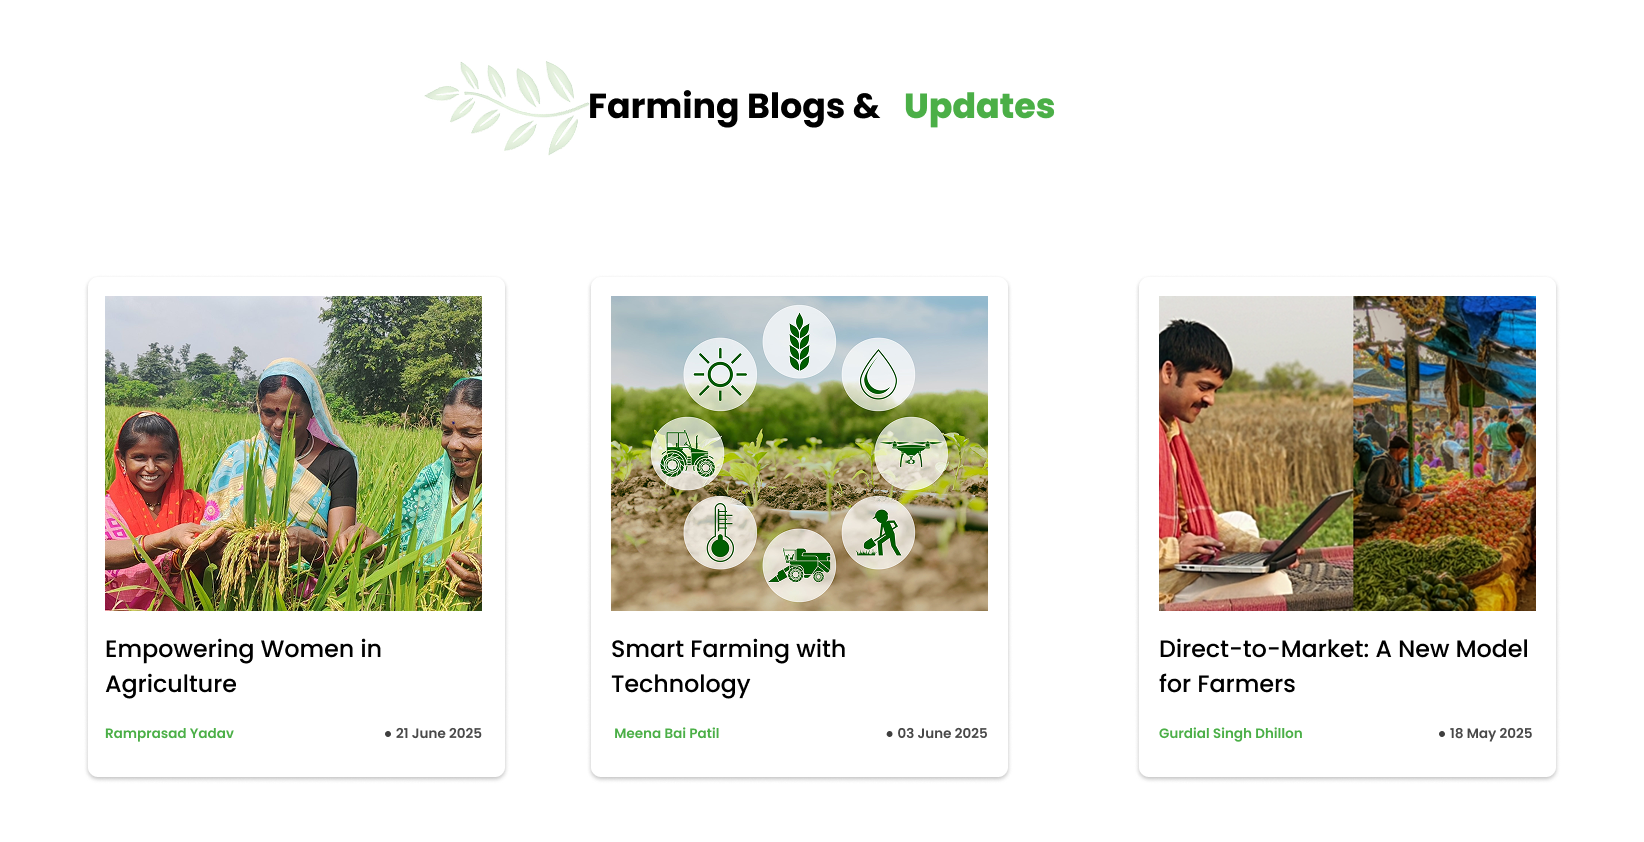 Farming Blogs & Updates
Empowering Women in
Agriculture
Ramprasad Yadav ● 21 June 2025
Smart Farming with
Technology
Meena Bai Patil ● 03 June 2025
Direct-to-Market: A New Model
for Farmers
Gurdial Singh Dhillon ● 18 May 2025